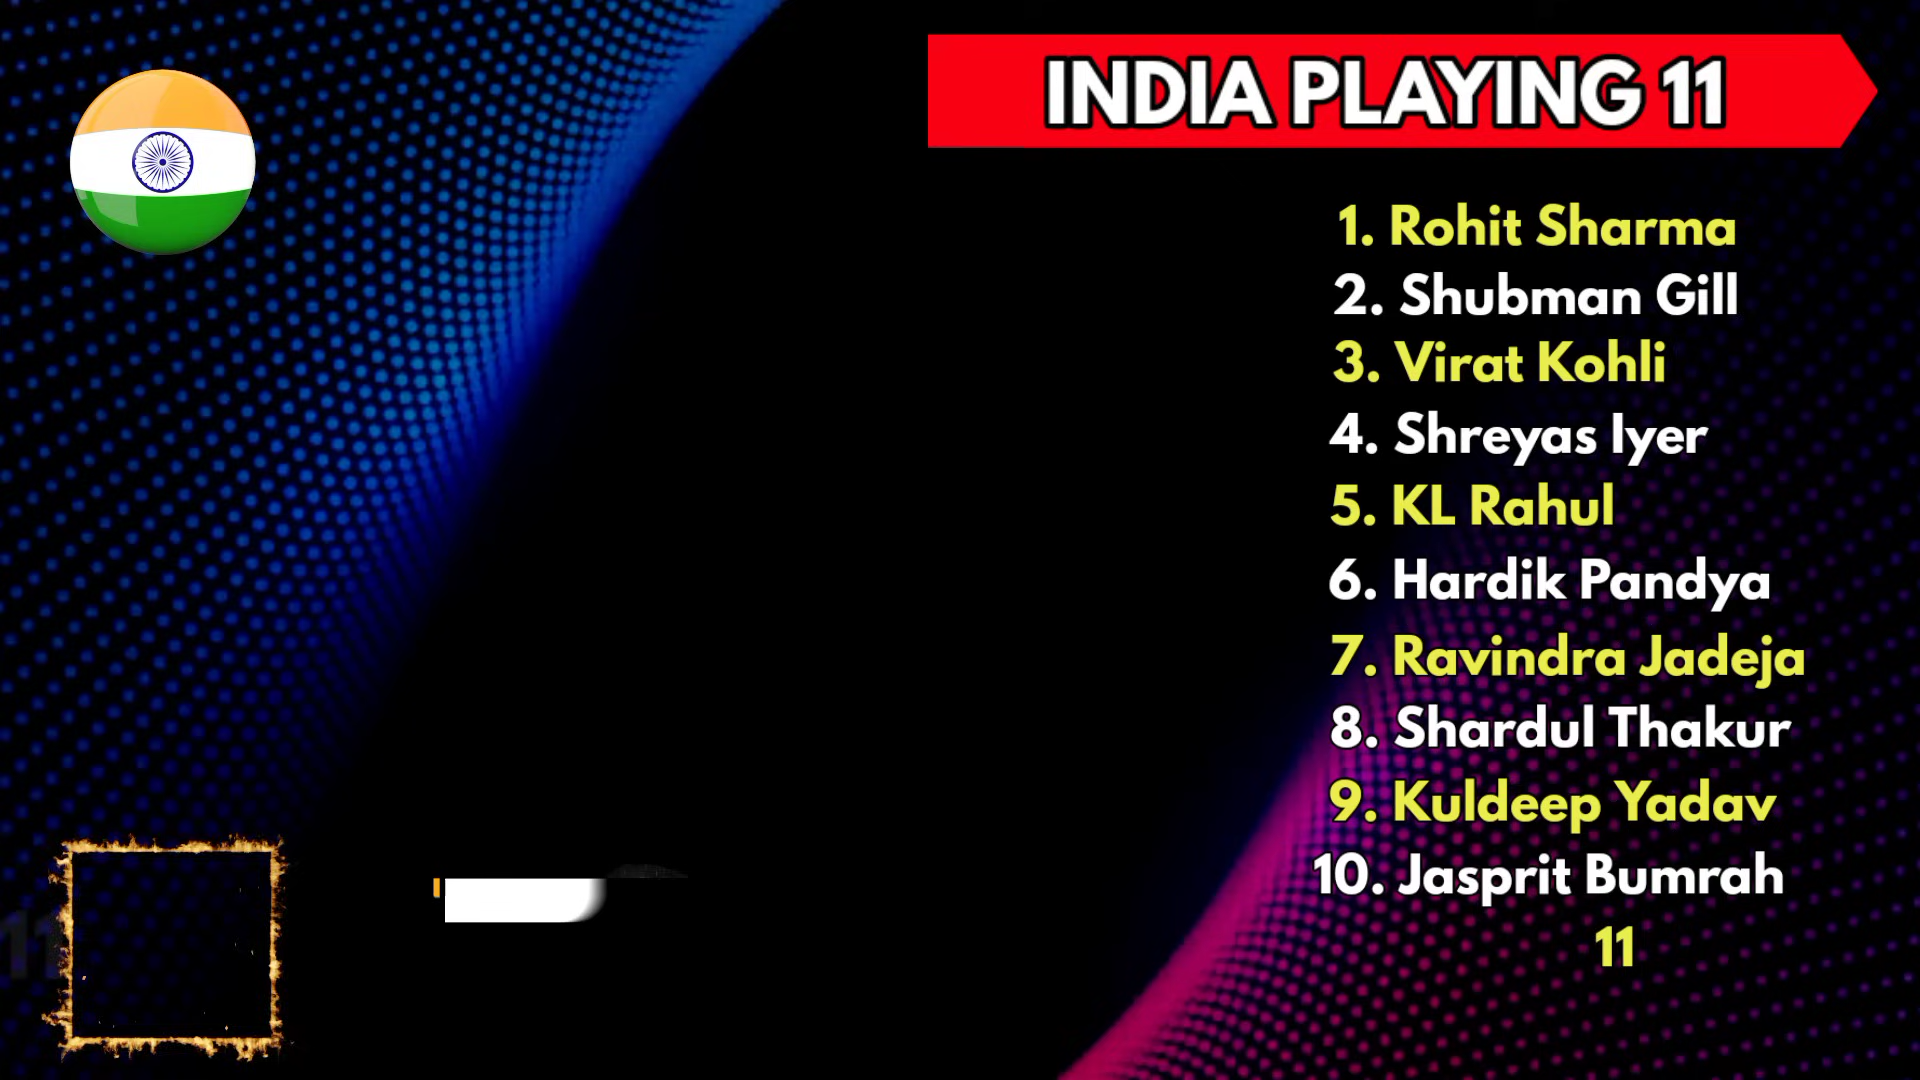 INDIA PLAYING 11
1. Rohit Sharma
2. Shubman Gill
3. Virat Kohli
4. Shreyas Iyer
5. KL Rahul
6. Hardik Pandya
7. Ravindra Jadeja
8. Shardul Thakur
9. Kuldeep Yadav
10. Jasprit Bumrah
11
11